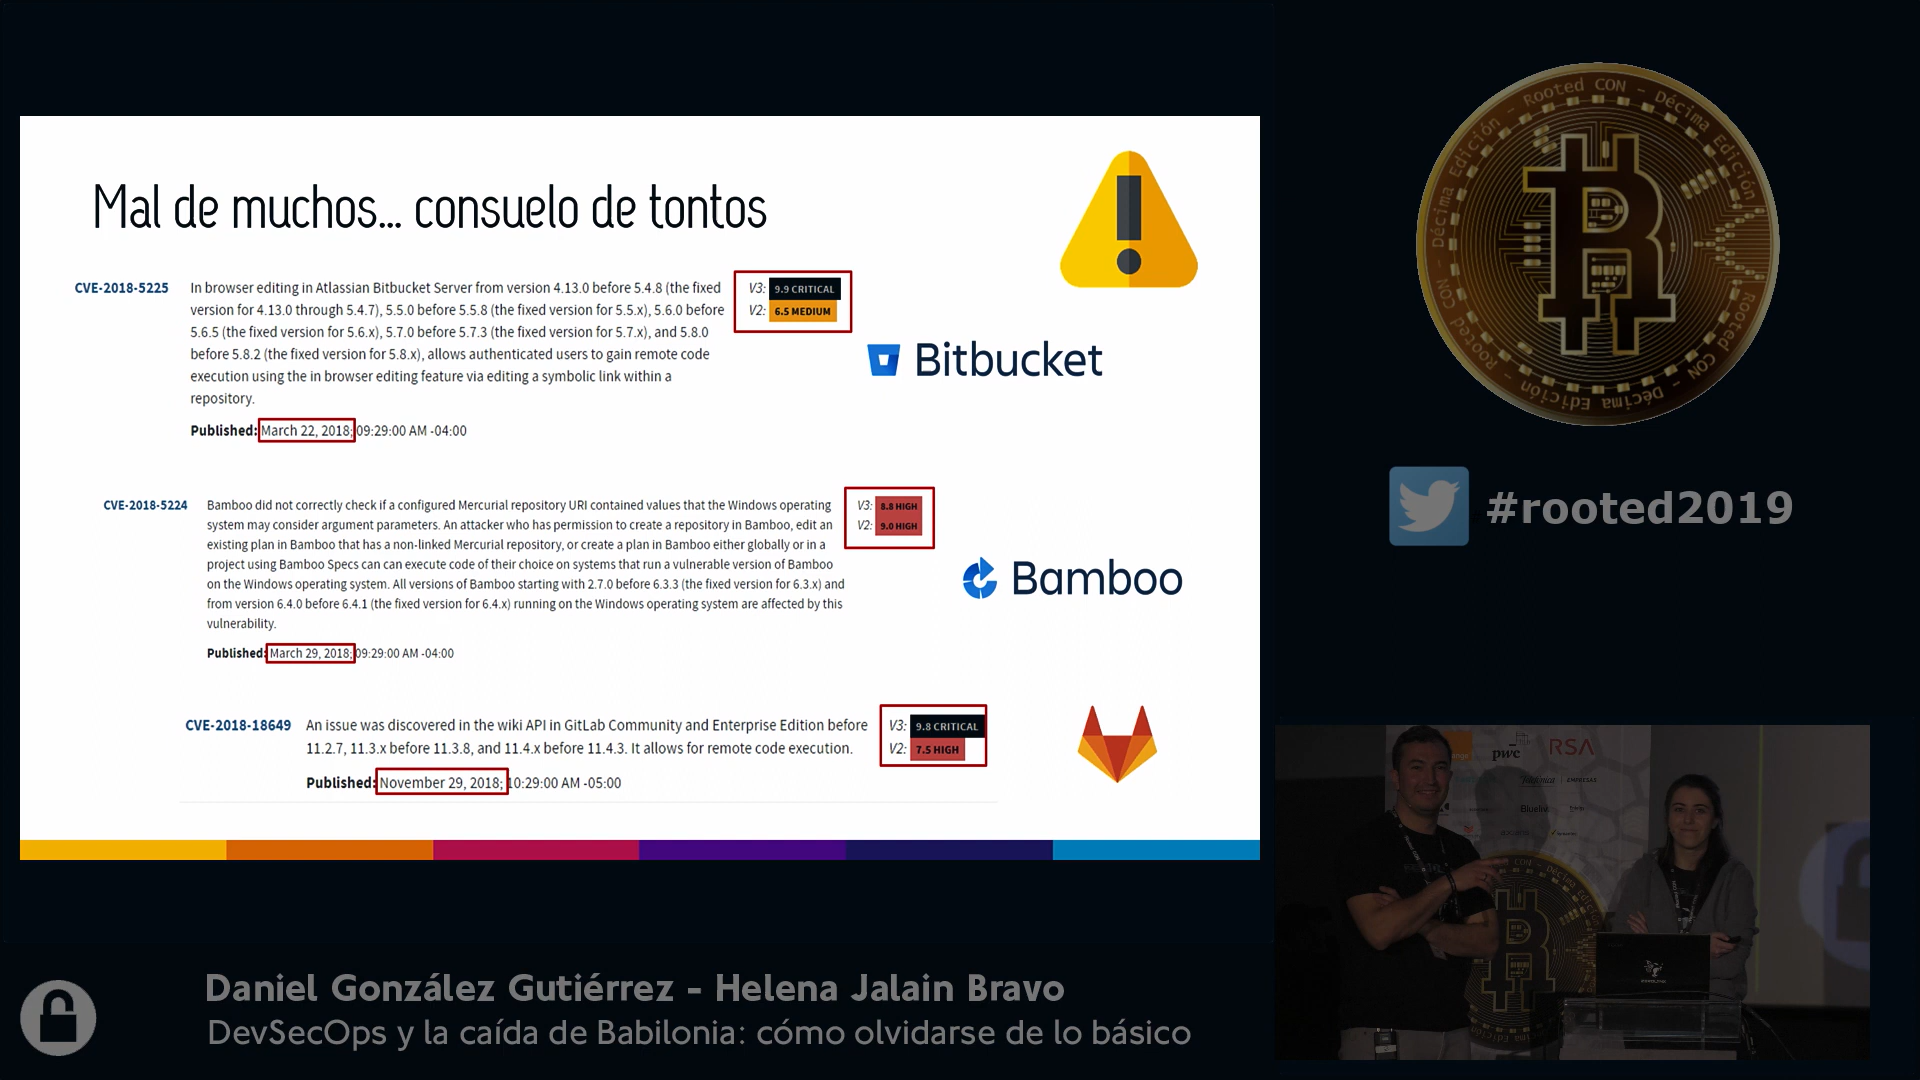 Mal de muchos... consuelo de tontos
CVE-2018-5225
In browser editing in Atlassian Bitbucket Server from version 4.13.0 before 5.4.8 (the fixed
version for 4.13.0 through 5.4.7), 5.5.0 before 5.5.8 (the fixed version for 5.5.x), 5.6.0 before
5.6.5 (the fixed version for 5.6.x), 5.7.0 before 5.7.3 (the fixed version for 5.7.x), and 5.8.0
before 5.8.2 (the fixed version for 5.8.x), allows authenticated users to gain remote code
execution using the in browser editing feature via editing a symbolic link within a
repository.
Published: March 22, 2018; 09:29:00 AM -04:00
V3: 9.9 CRITICAL
V2: 6.5 MEDIUM
Bitbucket
CVE-2018-5224
Bamboo did not correctly check if a configured Mercurial repository URI contained values that the Windows operating
system may consider argument parameters. An attacker who has permission to create a repository in Bamboo, edit an
existing plan in Bamboo that has a non-linked Mercurial repository, or create a plan in Bamboo either globally or in a
project using Bamboo Specs can can execute code of their choice on systems that run a vulnerable version of Bamboo
on the Windows operating system. All versions of Bamboo starting with 2.7.0 before 6.3.3 (the fixed version for 6.3.x) and
from version 6.4.0 before 6.4.1 (the fixed version for 6.4.x) running on the Windows operating system are affected by this
vulnerability.
Published: March 29, 2018; 09:29:00 AM -04:00
V3: 8.8 HIGH
V2: 9.0 HIGH
Bamboo
CVE-2018-18649
An issue was discovered in the wiki API in GitLab Community and Enterprise Edition before
11.2.7, 11.3.x before 11.3.8, and 11.4.x before 11.4.3. It allows for remote code execution.
Published: November 29, 2018; 10:29:00 AM -05:00
V3: 9.8 CRITICAL
V2: 7.5 HIGH
Rooted CON - Décima Edición - Rooted CON - Décima Edición - Rooted CON - Décima Edición -
#rooted2019
pwc
RSA
Daniel González Gutiérrez - Helena Jalain Bravo
DevSecOps y la caída de Babilonia: cómo olvidarse de lo básico